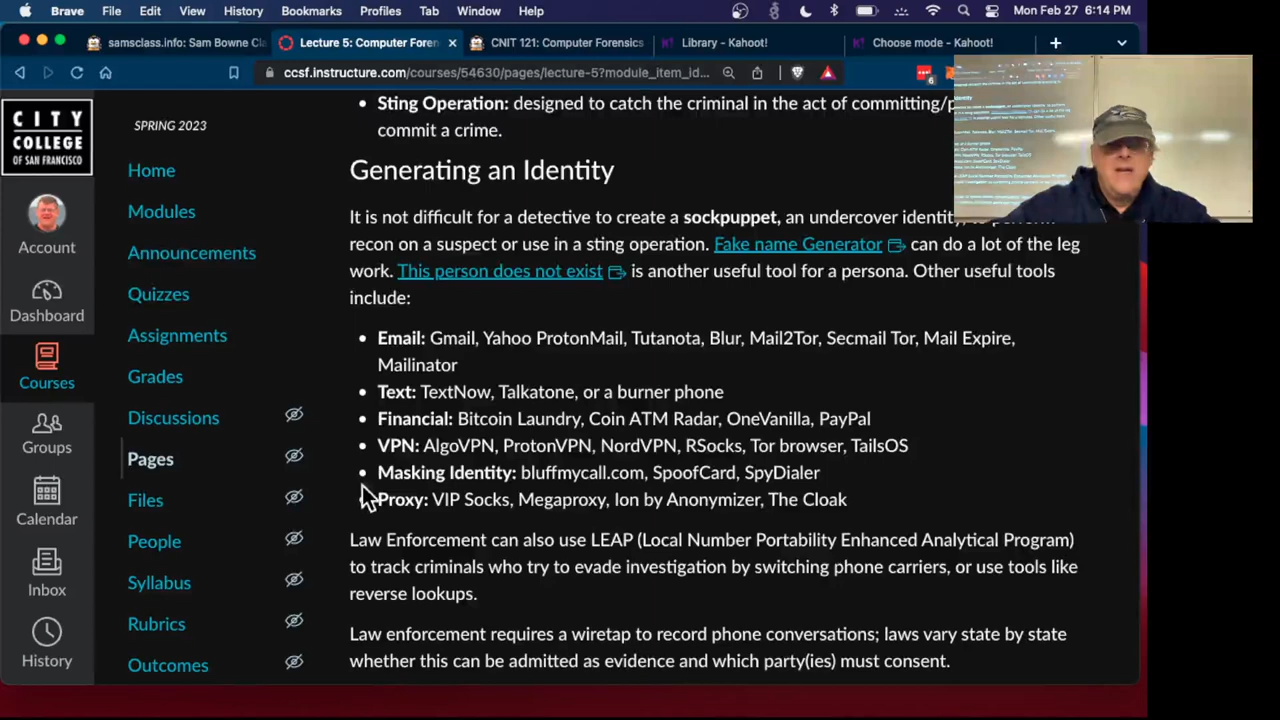 Brave File Edit View History Bookmarks Profiles Tab Window Help Mon Feb 27 6:14 PM
samsclass.info: Sam Bowne Cla Lecture 5: Computer Foren CNIT 121: Computer Forensics Library - Kahoot! Choose mode - Kahoot!
ccsf.instructure.com/courses/54630/pages/lecture-5?module_item_id... 6
CITY
COLLEGE
OF SAN FRANCISCO
Account
Dashboard
Courses
Groups
Calendar
Inbox
History
SPRING 2023
Home
Modules
Announcements
Quizzes
Assignments
Grades
Discussions
Pages
Files
People
Syllabus
Rubrics
Outcomes
• Sting Operation: designed to catch the criminal in the act of committing/
commit a crime.
Generating an Identity
It is not difficult for a detective to create a sockpuppet, an undercover identity, to
recon on a suspect or use in a sting operation. Fake name Generator can do a lot of the leg
work. This person does not exist is another useful tool for a persona. Other useful tools
include:
• Email: Gmail, Yahoo ProtonMail, Tutanota, Blur, Mail2Tor, Secmail Tor, Mail Expire,
Mailinator
• Text: TextNow, Talkatone, or a burner phone
• Financial: Bitcoin Laundry, Coin ATM Radar, OneVanilla, PayPal
• VPN: AlgoVPN, ProtonVPN, NordVPN, RSocks, Tor browser, TailsOS
• Masking Identity: bluffmycall.com, SpoofCard, SpyDialer
Proxy: VIP Socks, Megaproxy, Ion by Anonymizer, The Cloak
Law Enforcement can also use LEAP (Local Number Portability Enhanced Analytical Program)
to track criminals who try to evade investigation by switching phone carriers, or use tools like
reverse lookups.
Law enforcement requires a wiretap to record phone conversations; laws vary state by state
whether this can be admitted as evidence and which party(ies) must consent.